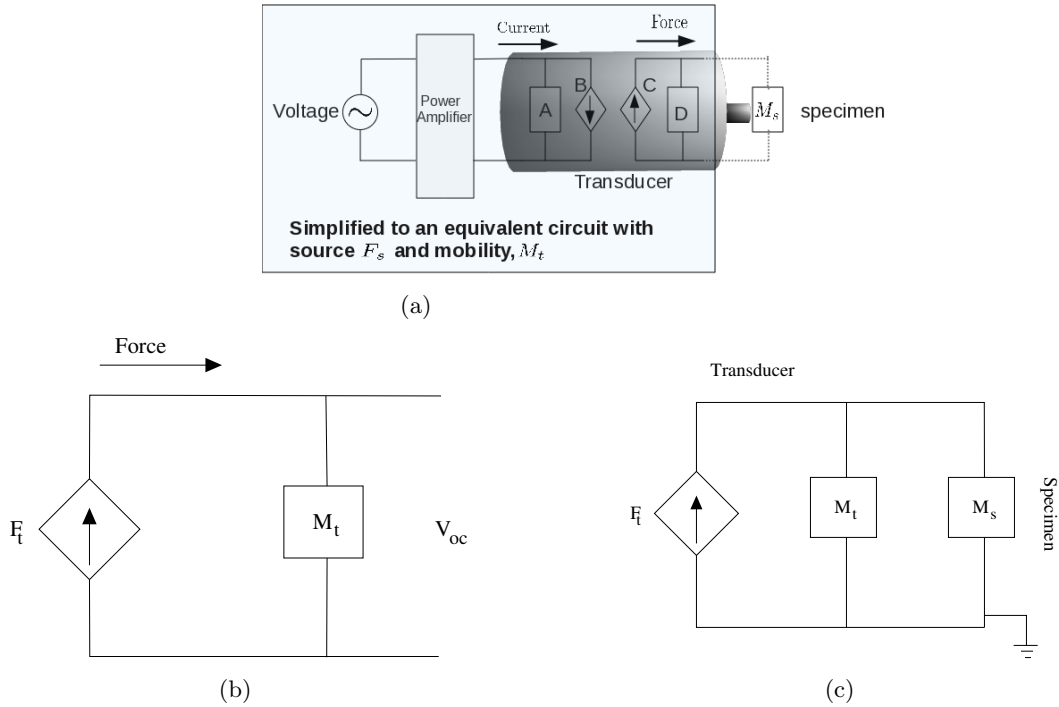 Current
Force
Voltage
Power
Amplifier
A
B
C
D
M_s
specimen
Transducer
Simplified to an equivalent circuit with
source F_s and mobility, M_t
(a)
Force
F_t
M_t
V_oc
(b)
Transducer
F_t
M_t
M_s
Specimen
(c)